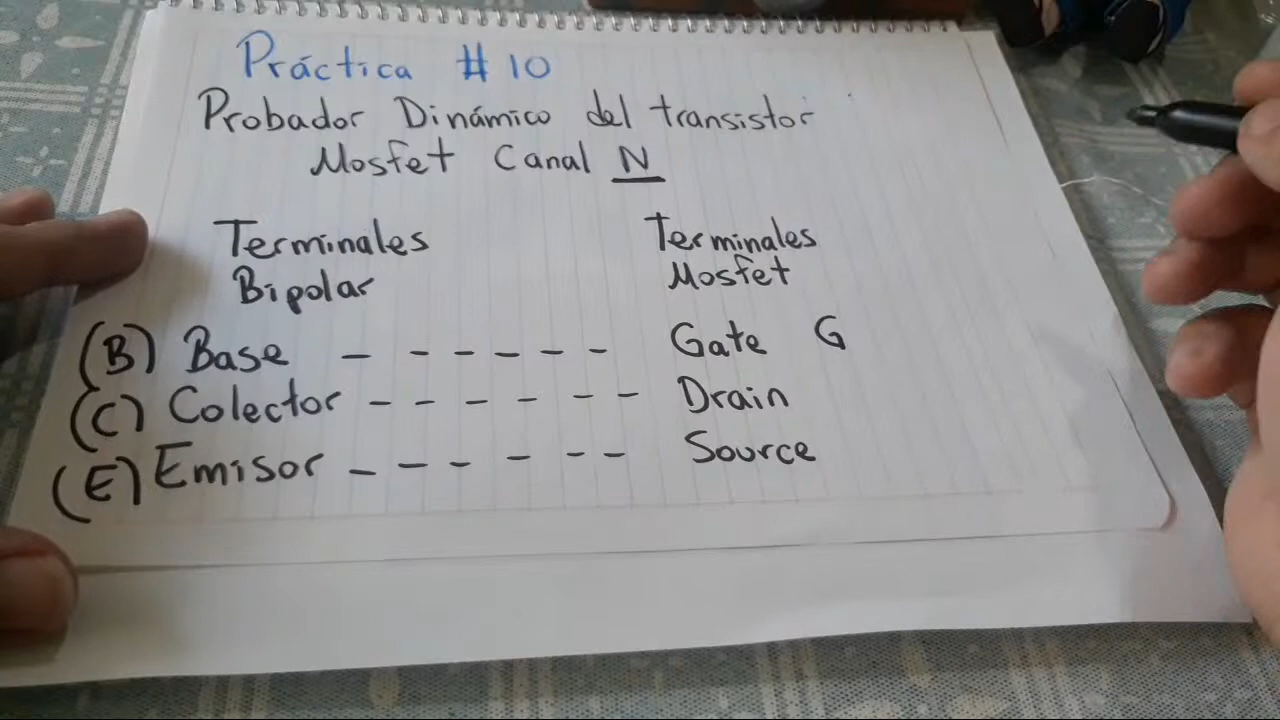 Práctica #10
Probador Dinámico del transistor
Mosfet Canal N
Terminales Bipolar
Terminales Mosfet
(B) Base - - - - - - Gate G
(C) Colector - - - - - - Drain
(E) Emisor - - - - - - Source